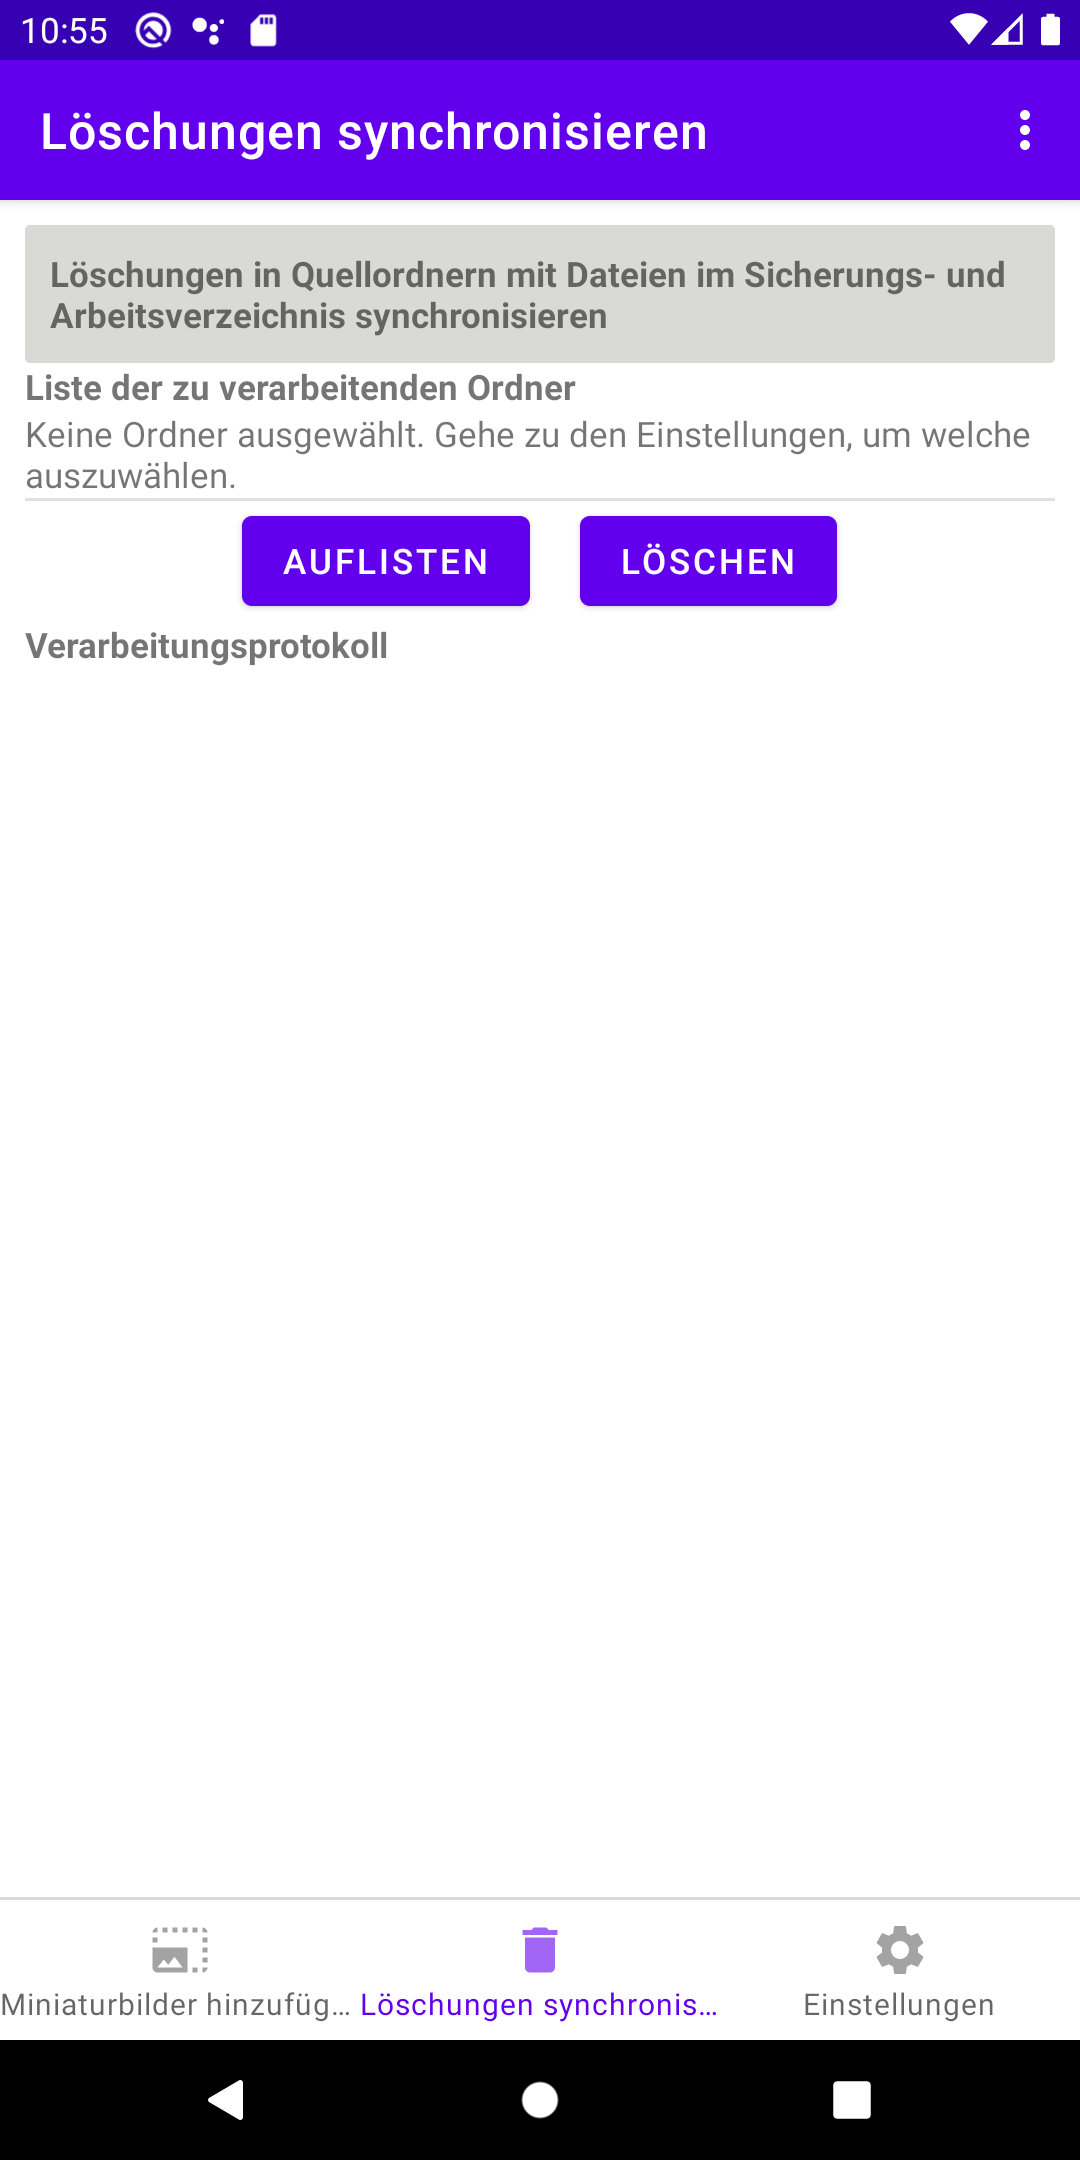 10:55
Löschungen synchronisieren
Löschungen in Quellordnern mit Dateien im Sicherungs- und
Arbeitsverzeichnis synchronisieren
Liste der zu verarbeitenden Ordner
Keine Ordner ausgewählt. Gehe zu den Einstellungen, um welche
auszuwählen.
AUFLISTEN
LÖSCHEN
Verarbeitungsprotokoll
Miniaturbilder hinzufüg…
Löschungen synchronis…
Einstellungen